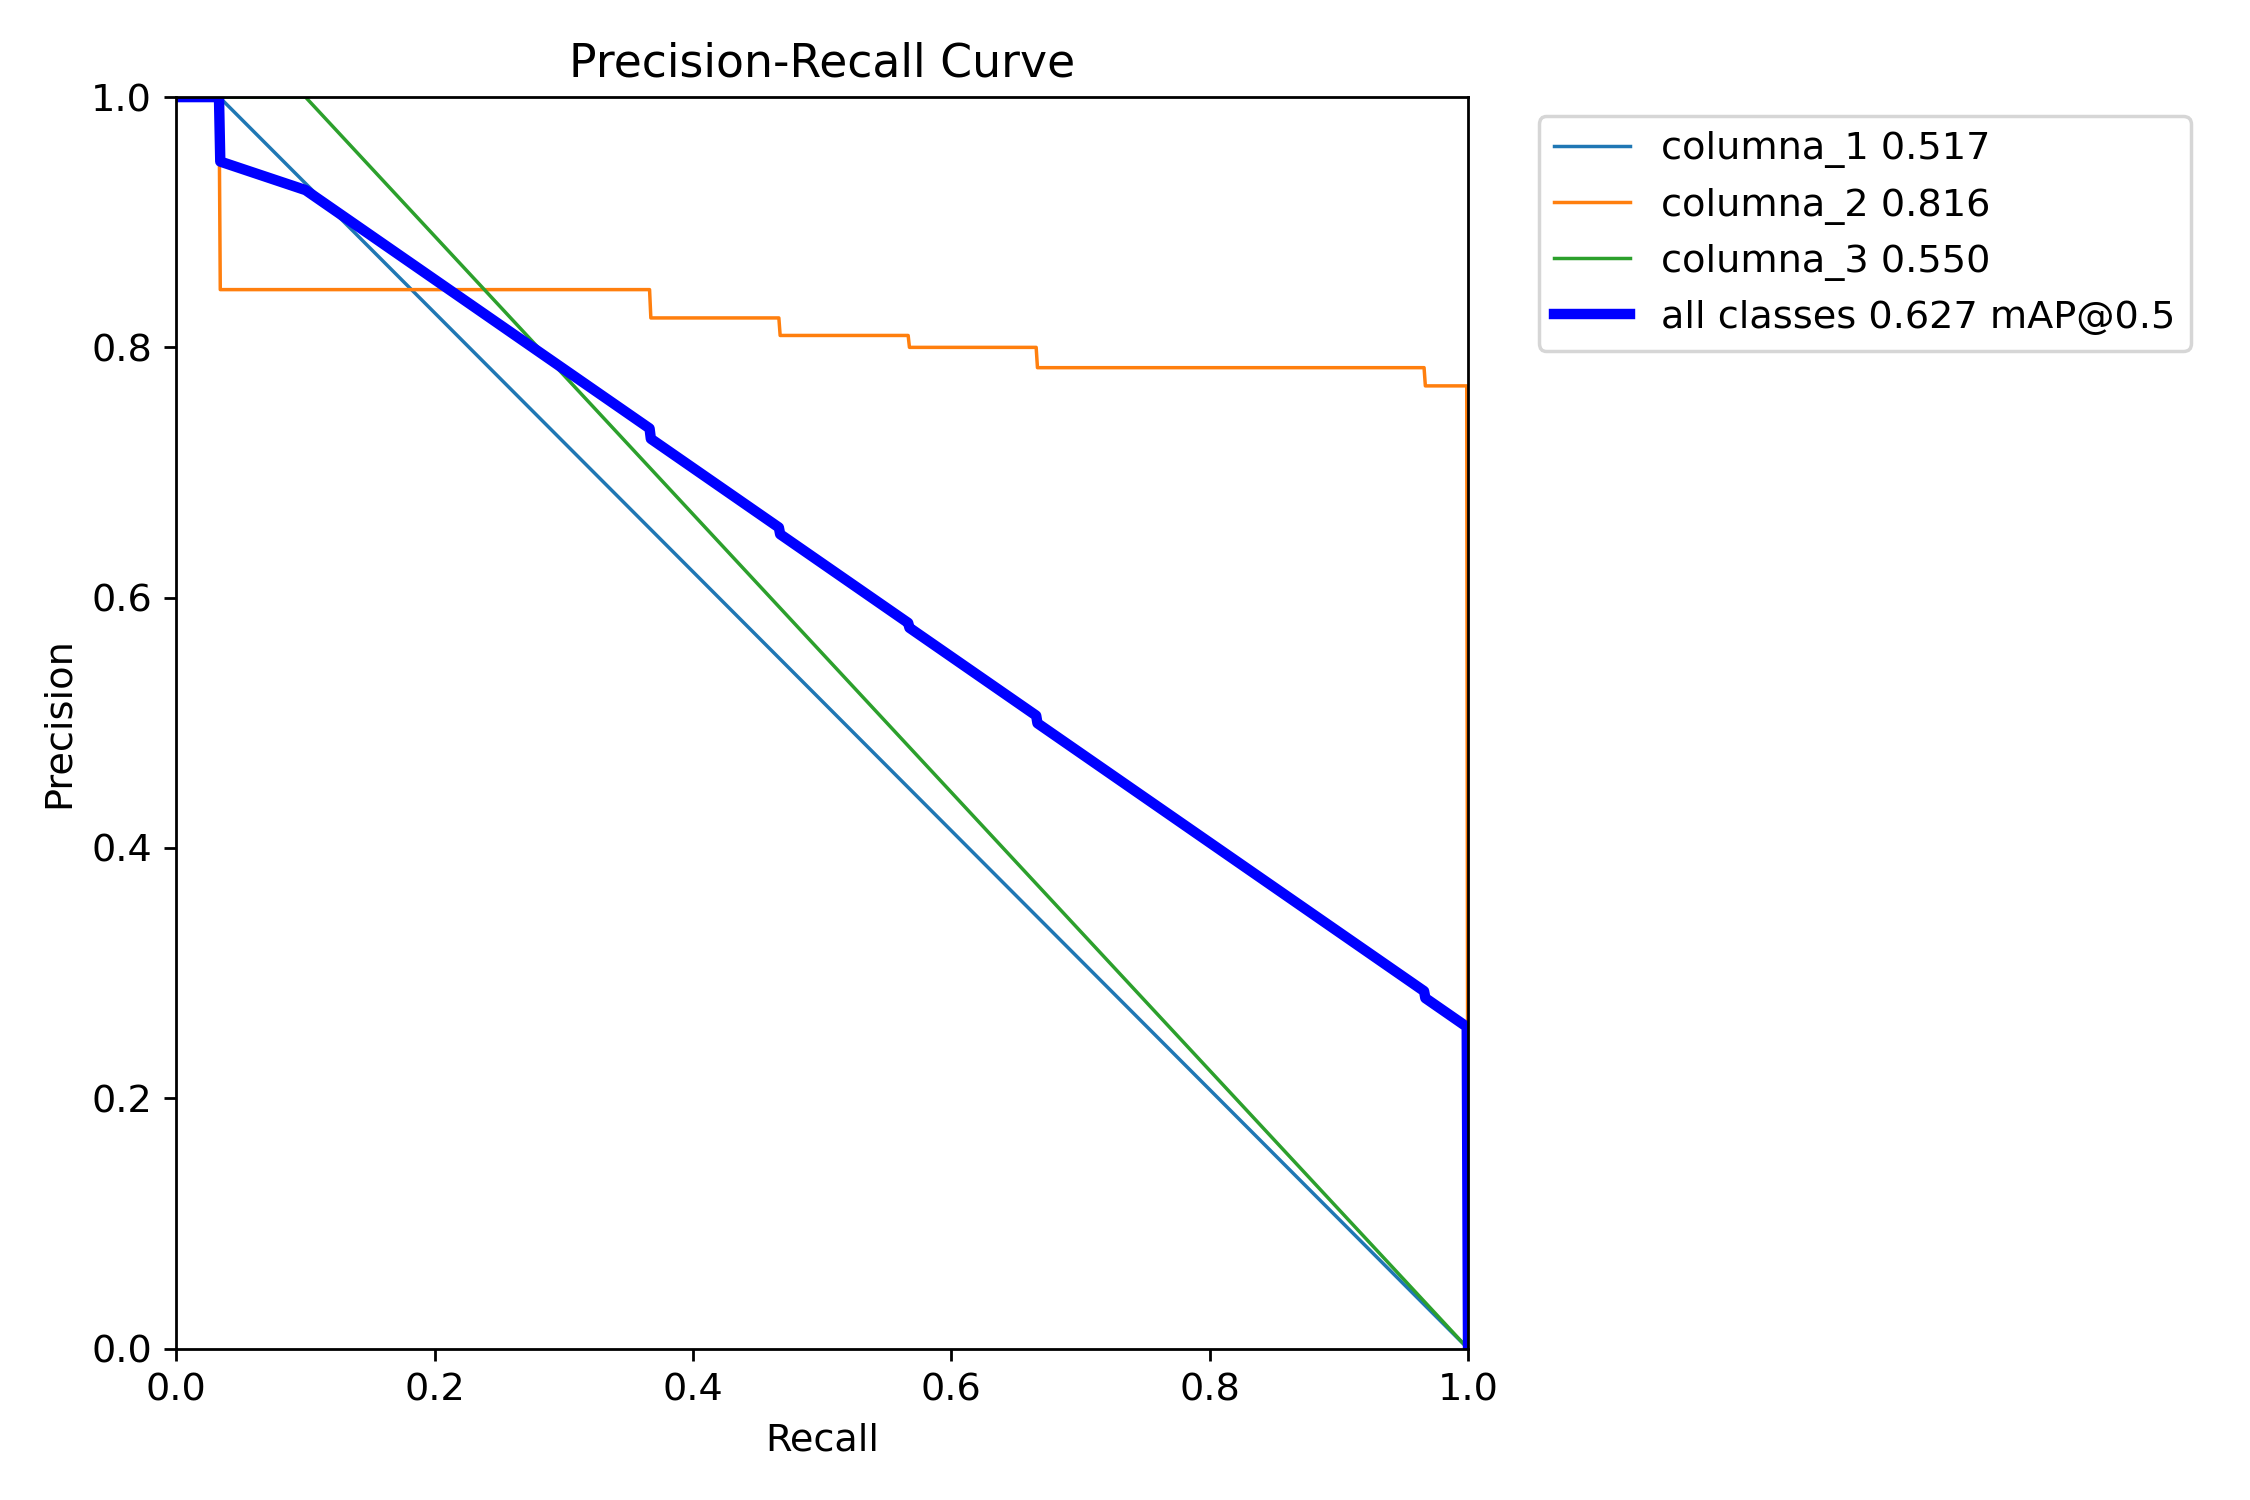 Precision-Recall Curve
1.0
0.8
0.6
0.4
0.2
0.0
Precision
0.0 0.2 0.4 0.6 0.8 1.0
Recall
columna_1 0.517
columna_2 0.816
columna_3 0.550
all classes 0.627 mAP@0.5